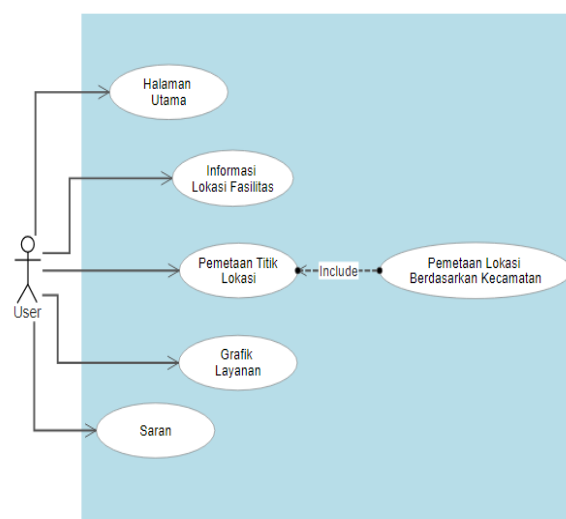 Halaman
Utama
Informasi
Lokasi Fasilitas
Pemetaan Titik
Lokasi
Include
Pemetaan Lokasi
Berdasarkan Kecamatan
User
Grafik
Layanan
Saran